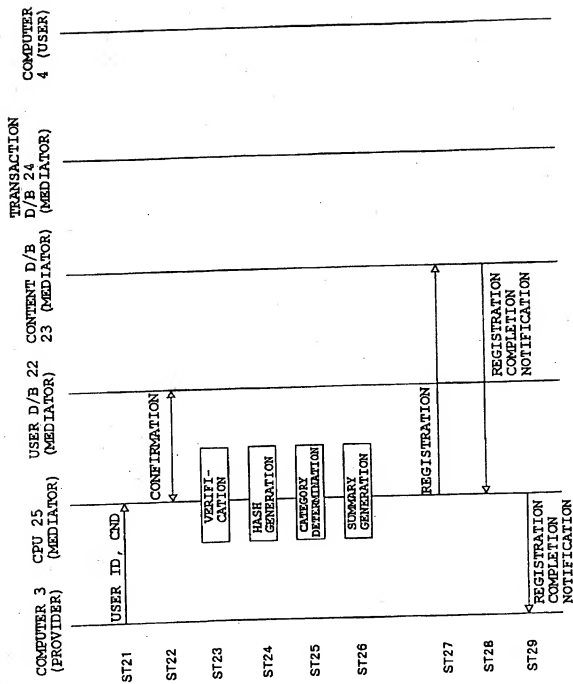 COMPUTER 3
(PROVIDER)
CPU 25
(MEDIATOR)
USER D/B 22
(MEDIATOR)
CONTENT D/B
23 (MEDIATOR)
TRANSACTION
D/B 24
(MEDIATOR)
COMPUTER
4 (USER)
ST21
USER ID, CND
ST22
CONFIRMATION
ST23
VERIFI-
CATION
ST24
HASH
GENERATION
ST25
CATEGORY
DETERMINATION
ST26
SUMMARY
GENERATION
ST27
REGISTRATION
ST28
REGISTRATION
COMPLETION
NOTIFICATION
ST29
REGISTRATION
COMPLETION
NOTIFICATION